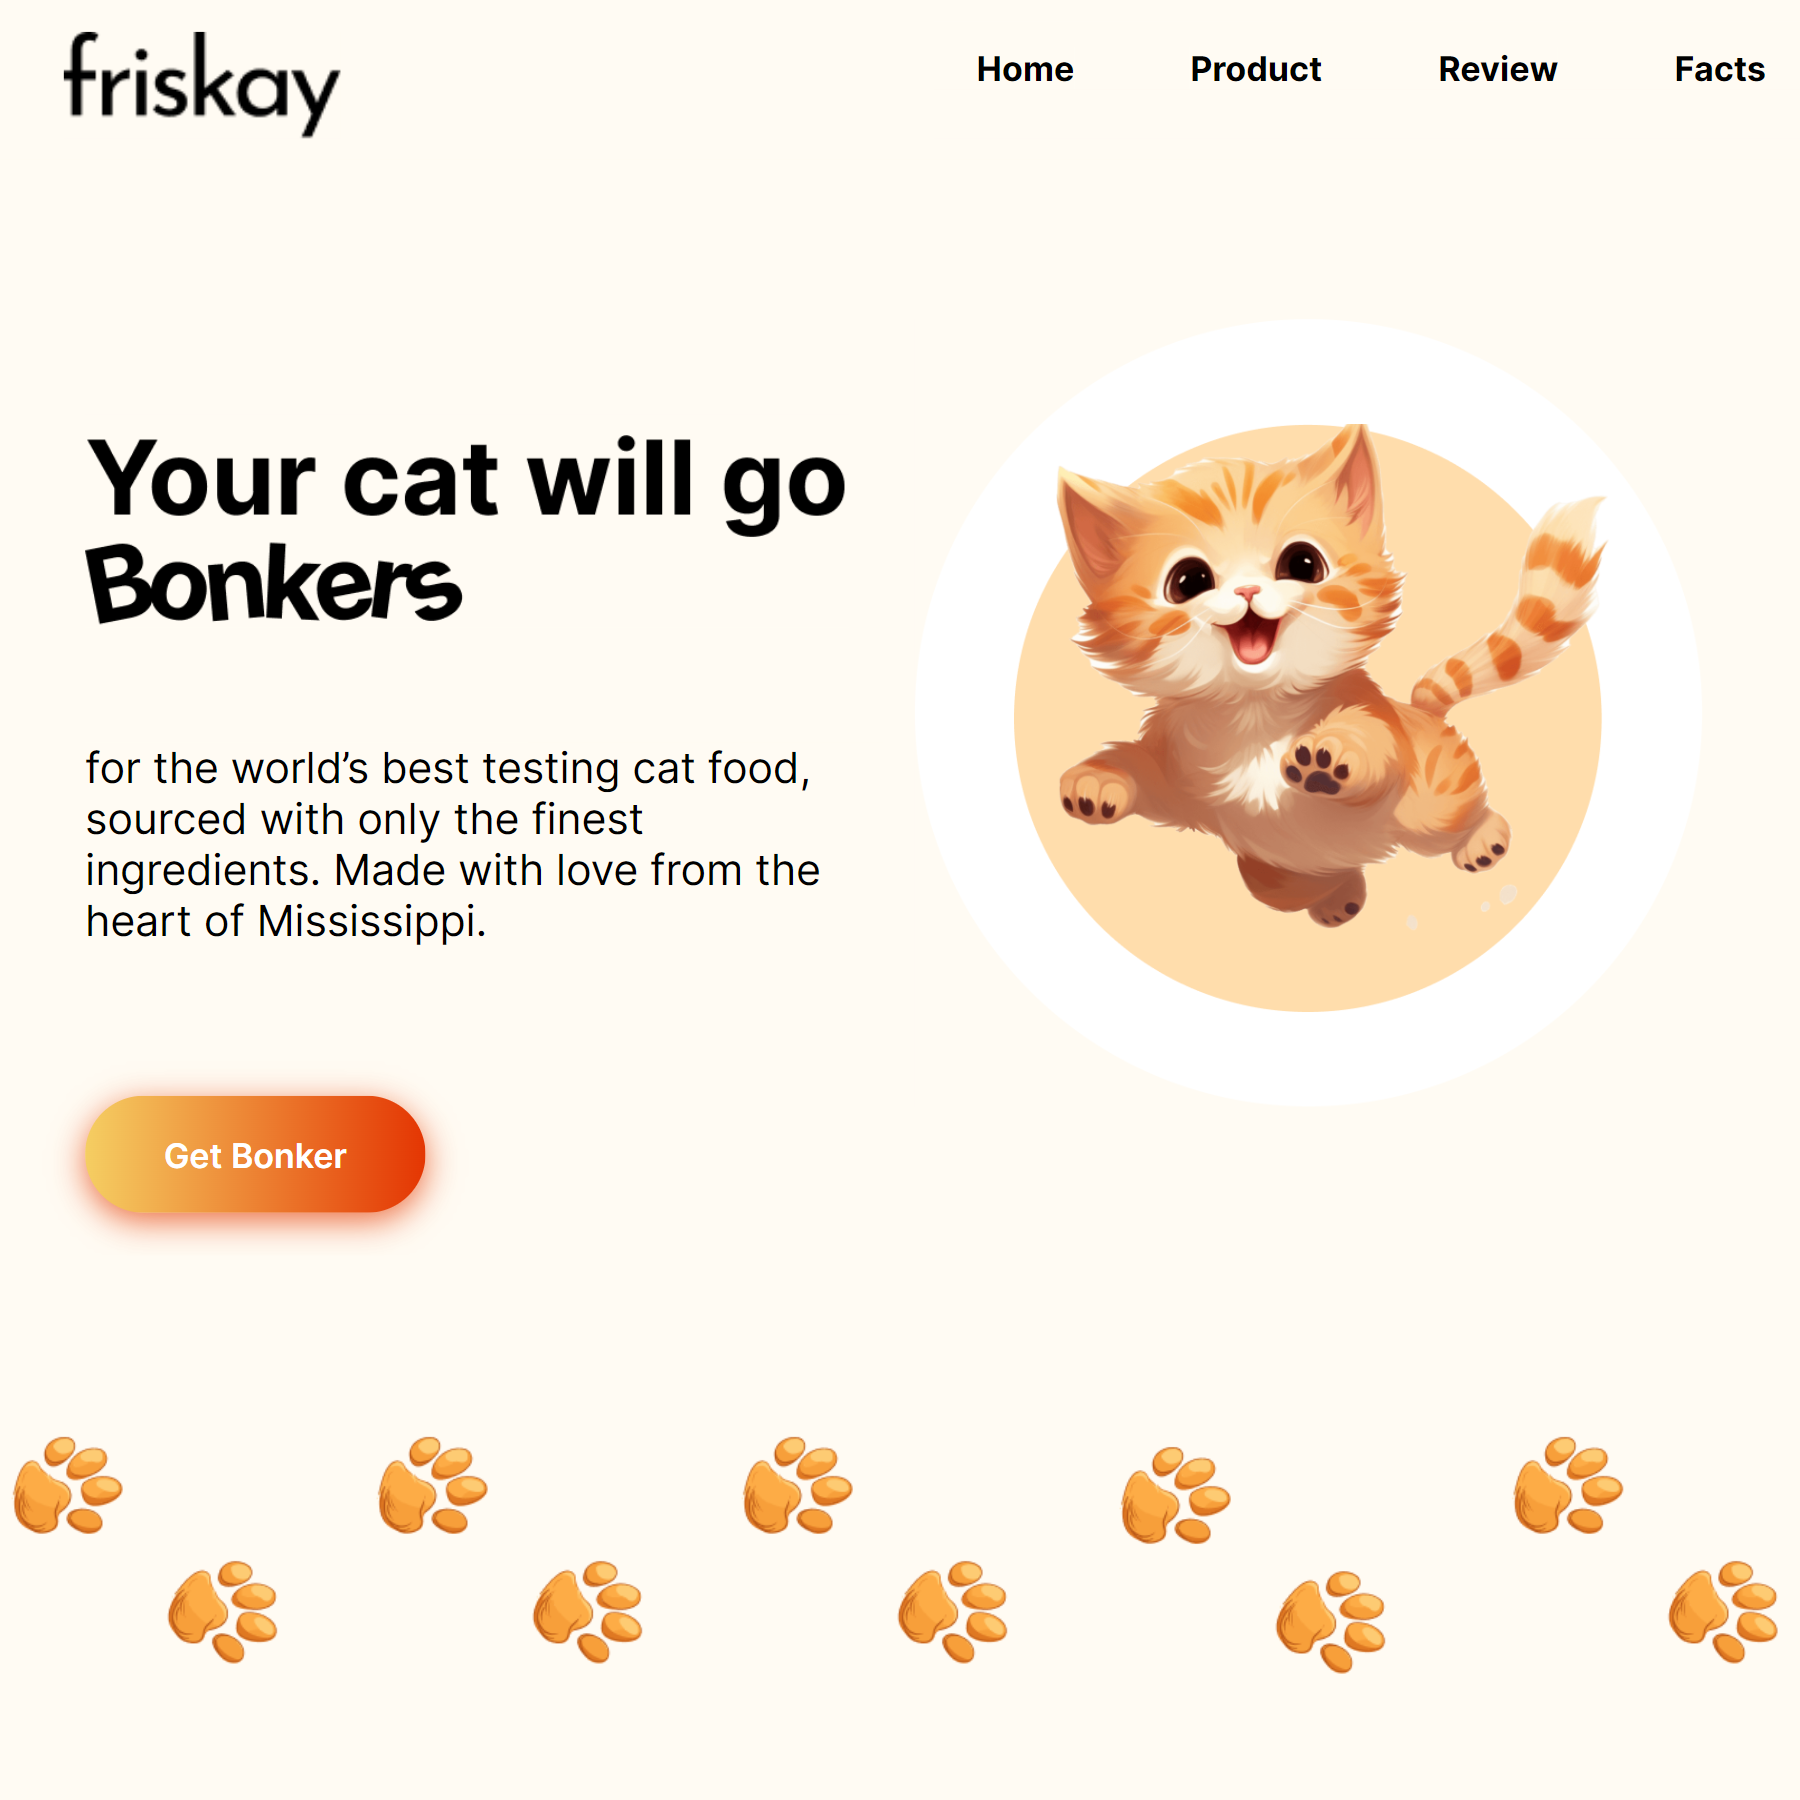 friskay
Home Product Review Facts
Your cat will go
Bonkers
for the world’s best testing cat food,
sourced with only the finest
ingredients. Made with love from the
heart of Mississippi.
Get Bonker